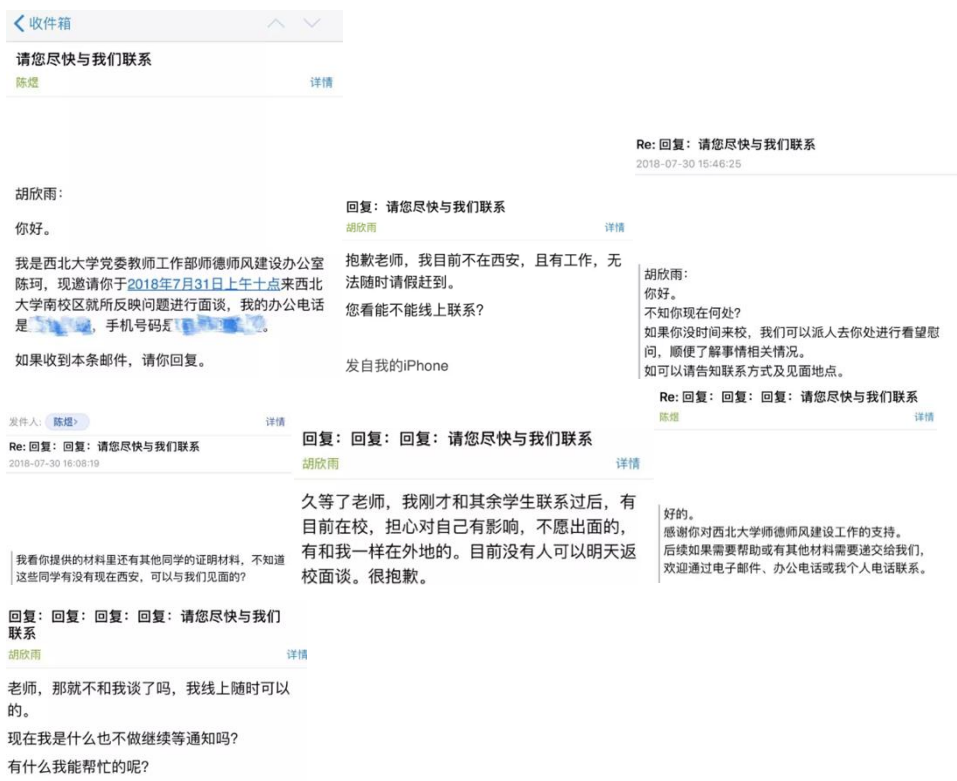 收件箱
请您尽快与我们联系
陈煜
详情
胡欣雨：
你好。
我是西北大学党委教师工作部师德师风建设办公室
陈珂，现邀请你于2018年7月31日上午十点来西北
大学南校区就所反映问题进行面谈，我的办公电话
是
，手机号码是
。
如果收到本条邮件，请你回复。
回复：请您尽快与我们联系
胡欣雨
详情
抱歉老师，我目前不在西安，且有工作，无
法随时请假赶到。
您看能不能线上联系？
发自我的iPhone
Re: 回复：请您尽快与我们联系
2018-07-30 15:46:25
胡欣雨：
你好。
不知你现在何处？
如果你没时间来校，我们可以派人去你处进行看望慰
问，顺便了解事情相关情况。
如可以请告知联系方式及见面地点。
发件人：陈煜>
详情
Re: 回复：回复：请您尽快与我们联系
2018-07-30 16:08:19
我看你提供的材料里还有其他同学的证明材料，不知道
这些同学有没有现在西安，可以与我们见面的？
回复：回复：回复：请您尽快与我们联系
胡欣雨
详情
久等了老师，我刚才和其余学生联系过后，有
目前在校，担心对自己有影响，不愿出面的，
有和我一样在外地的。目前没有人可以明天返
校面谈。很抱歉。
Re: 回复：回复：回复：请您尽快与我们联系
陈煜
详情
好的。
感谢你对西北大学师德师风建设工作的支持。
后续如果需要帮助或有其他材料需要递交给我们，
欢迎通过电子邮件、办公电话或我个人电话联系。
回复：回复：回复：回复：请您尽快与我们
联系
胡欣雨
详情
老师，那就不和我谈了吗，我线上随时可以
的。
现在我是什么也不做继续等通知吗？
有什么我能帮忙的呢？